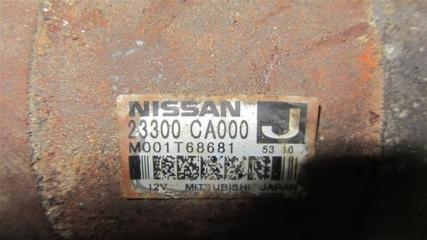 NISSAN
23300 CA000 J
M001T68681 53 16
12V MITSUBISHI JAPAN